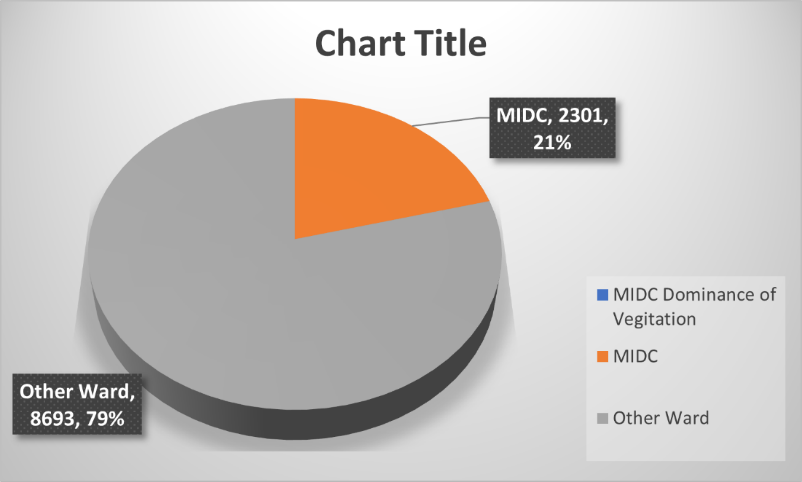 Chart Title
MIDC, 2301,
21%
MIDC Dominance of
Vegitation
MIDC
Other Ward
Other Ward,
8693, 79%